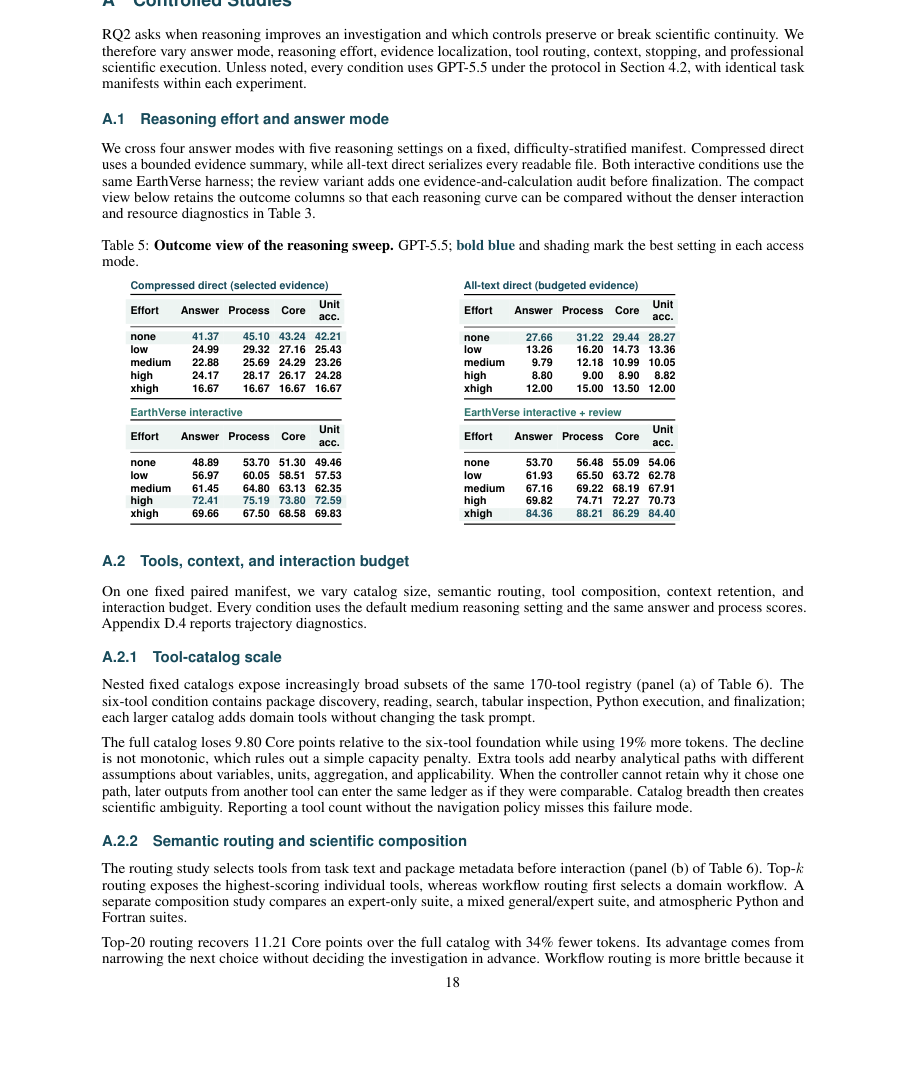 A Controlled Studies
RQ2 asks when reasoning improves an investigation and which controls preserve or break scientific continuity. We
therefore vary answer mode, reasoning effort, evidence localization, tool routing, context, stopping, and professional
scientific execution. Unless noted, every condition uses GPT-5.5 under the protocol in Section 4.2, with identical task
manifests within each experiment.
A.1 Reasoning effort and answer mode
We cross four answer modes with five reasoning settings on a fixed, difficulty-stratified manifest. Compressed direct
uses a bounded evidence summary, while all-text direct serializes every readable file. Both interactive conditions use the
same EarthVerse harness; the review variant adds one evidence-and-calculation audit before finalization. The compact
view below retains the outcome columns so that each reasoning curve can be compared without the denser interaction
and resource diagnostics in Table 3.
Table 5: Outcome view of the reasoning sweep. GPT-5.5; bold blue and shading mark the best setting in each access
mode.
Compressed direct (selected evidence)
Effort Answer Process Core Unit acc.
none 41.37 45.10 43.24 42.21
low 24.99 29.32 27.16 25.43
medium 22.88 25.69 24.29 23.26
high 24.17 28.17 26.17 24.28
xhigh 16.67 16.67 16.67 16.67
All-text direct (budgeted evidence)
Effort Answer Process Core Unit acc.
none 27.66 31.22 29.44 28.27
low 13.26 16.20 14.73 13.36
medium 9.79 12.18 10.99 10.05
high 8.80 9.00 8.90 8.82
xhigh 12.00 15.00 13.50 12.00
EarthVerse interactive
Effort Answer Process Core Unit acc.
none 48.89 53.70 51.30 49.46
low 56.97 60.05 58.51 57.53
medium 61.45 64.80 63.13 62.35
high 72.41 75.19 73.80 72.59
xhigh 69.66 67.50 68.58 69.83
EarthVerse interactive + review
Effort Answer Process Core Unit acc.
none 53.70 56.48 55.09 54.06
low 61.93 65.50 63.72 62.78
medium 67.16 69.22 68.19 67.91
high 69.82 74.71 72.27 70.73
xhigh 84.36 88.21 86.29 84.40
A.2 Tools, context, and interaction budget
On one fixed paired manifest, we vary catalog size, semantic routing, tool composition, context retention, and
interaction budget. Every condition uses the default medium reasoning setting and the same answer and process scores.
Appendix D.4 reports trajectory diagnostics.
A.2.1 Tool-catalog scale
Nested fixed catalogs expose increasingly broad subsets of the same 170-tool registry (panel (a) of Table 6). The
six-tool condition contains package discovery, reading, search, tabular inspection, Python execution, and finalization;
each larger catalog adds domain tools without changing the task prompt.
The full catalog loses 9.80 Core points relative to the six-tool foundation while using 19% more tokens. The decline
is not monotonic, which rules out a simple capacity penalty. Extra tools add nearby analytical paths with different
assumptions about variables, units, aggregation, and applicability. When the controller cannot retain why it chose one
path, later outputs from another tool can enter the same ledger as if they were comparable. Catalog breadth then creates
scientific ambiguity. Reporting a tool count without the navigation policy misses this failure mode.
A.2.2 Semantic routing and scientific composition
The routing study selects tools from task text and package metadata before interaction (panel (b) of Table 6). Top-k
routing exposes the highest-scoring individual tools, whereas workflow routing first selects a domain workflow. A
separate composition study compares an expert-only suite, a mixed general/expert suite, and atmospheric Python and
Fortran suites.
Top-20 routing recovers 11.21 Core points over the full catalog with 34% fewer tokens. Its advantage comes from
narrowing the next choice without deciding the investigation in advance. Workflow routing is more brittle because it
18